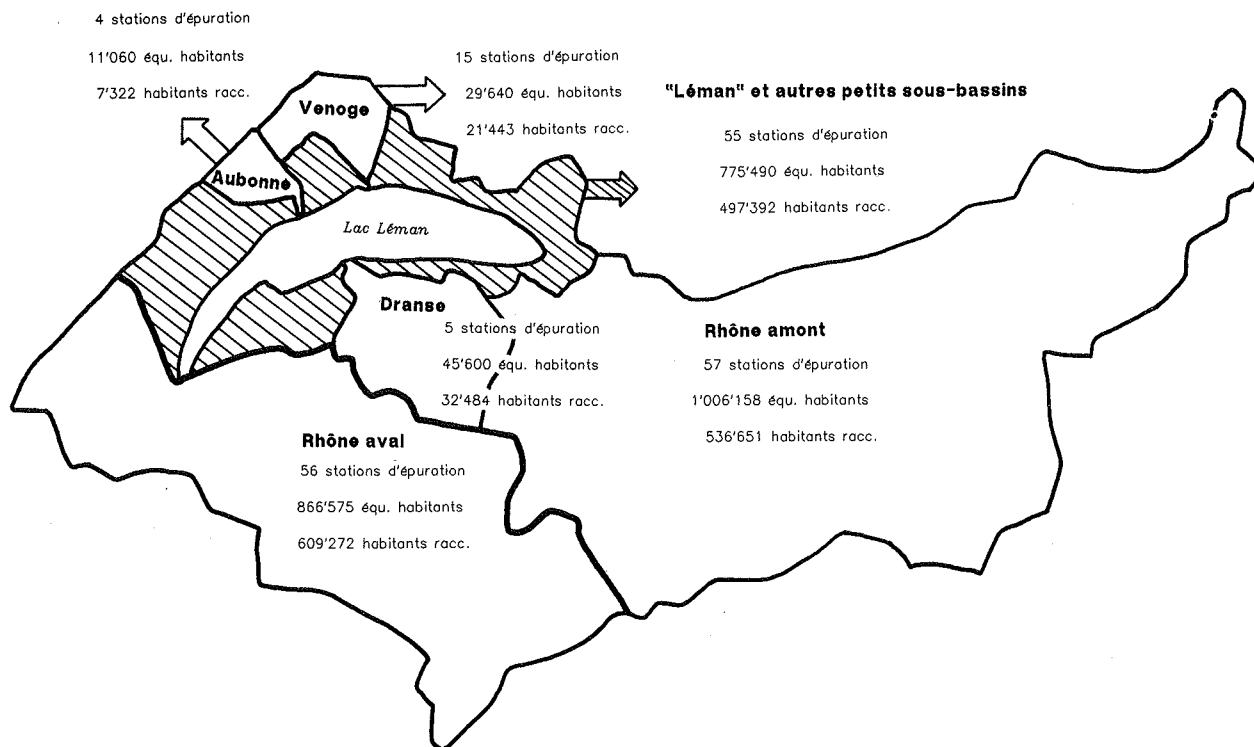 4 stations d'épuration
11'060 équ. habitants
7'322 habitants racc.
15 stations d'épuration
29'640 équ. habitants
21'443 habitants racc.
"Léman" et autres petits sous-bassins
55 stations d'épuration
775'490 équ. habitants
497'392 habitants racc.
Venoge
Aubonne
Lac Léman
Dranse
5 stations d'épuration
45'600 équ. habitants
32'484 habitants racc.
Rhône amont
57 stations d'épuration
1'006'158 équ. habitants
536'651 habitants racc.
Rhône aval
56 stations d'épuration
866'575 équ. habitants
609'272 habitants racc.